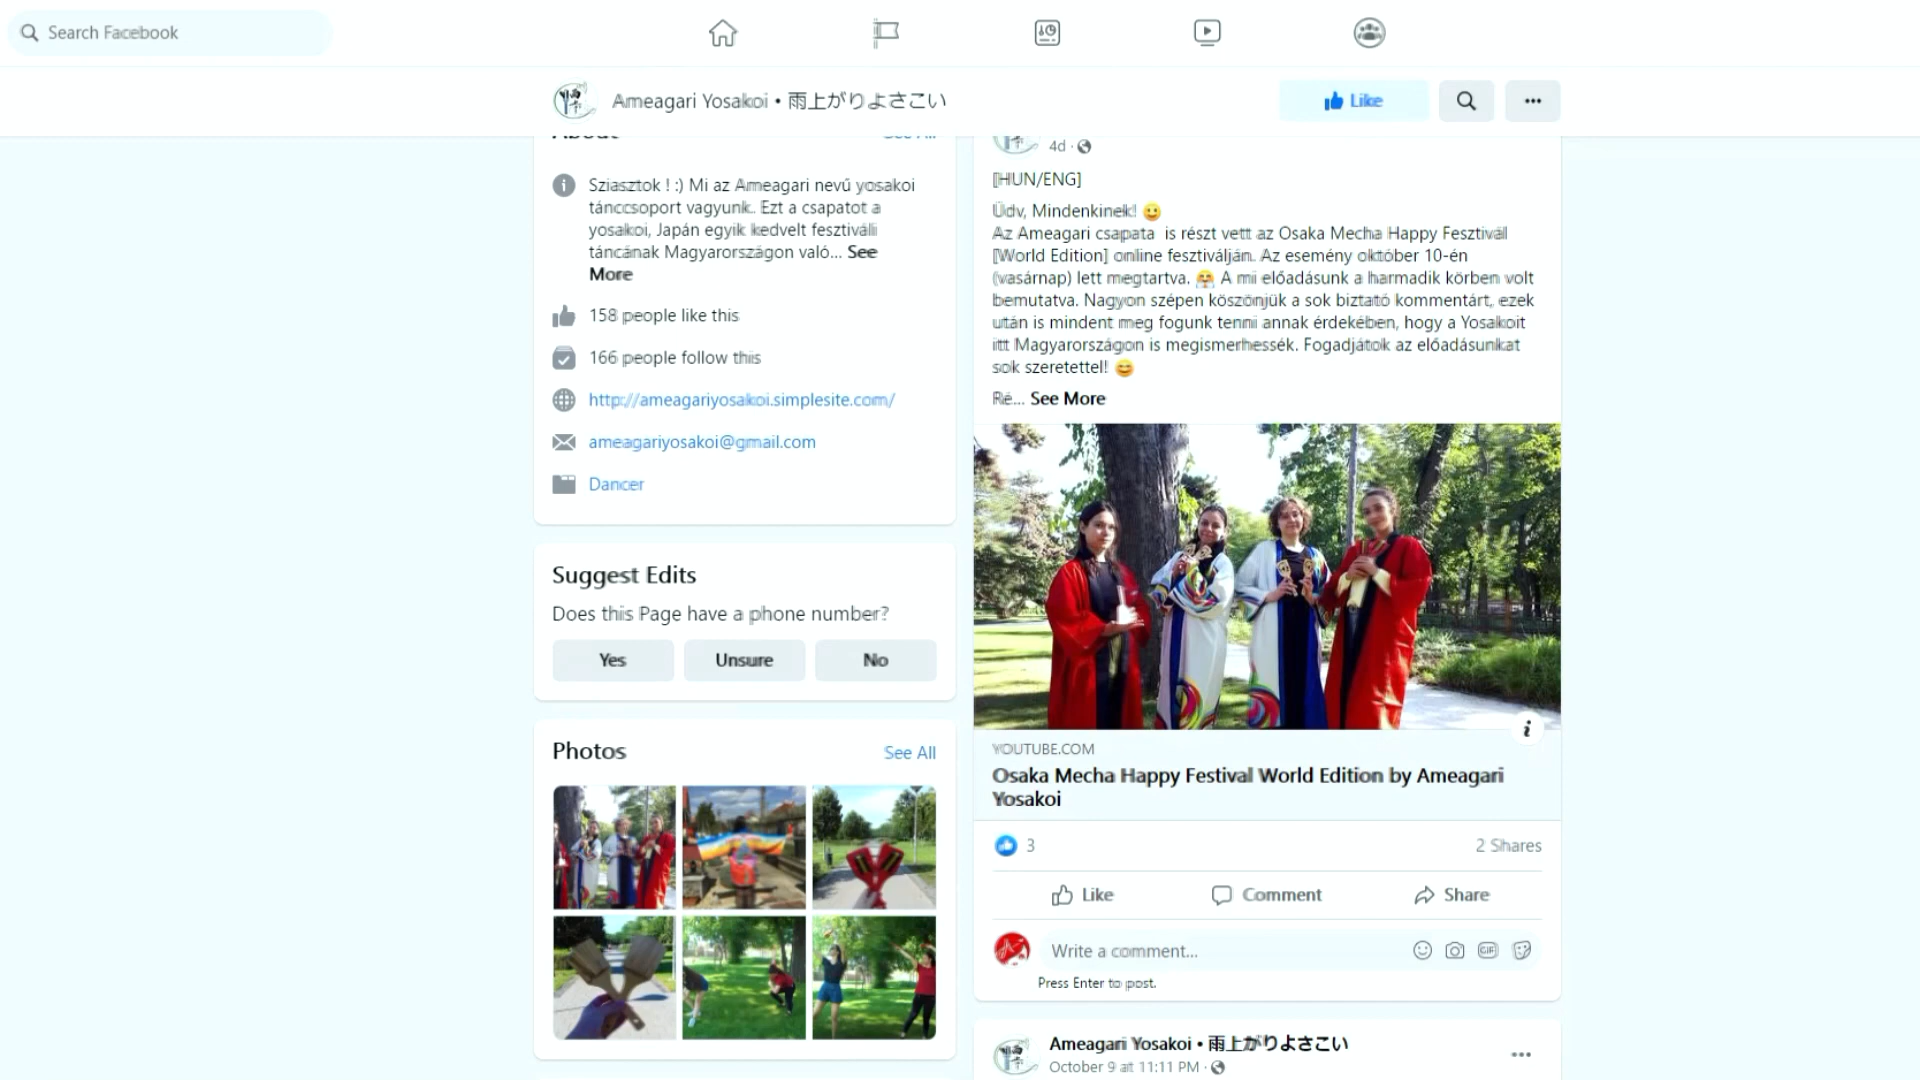 Search Facebook
Ameagari Yosakoi • 雨上がりよさこい
Like
About
See All
Sziasztok ! :) Mi az Ameagari nevű yosakoi
tánccsoport vagyunk. Ezt a csapatot a
yosakoi, Japán egyik kedvelt fesztiváli
táncának Magyarországon való... See
More
158 people like this
166 people follow this
http://ameagariyosakoi.simplesite.com/
ameagariyosakoi@gmail.com
Dancer
Suggest Edits
Does this Page have a phone number?
Yes
Unsure
No
Photos
See All
4d
[HUN/ENG]
Üdv, Mindenkinek! 😀
Az Ameagari csapata is részt vett az Osaka Mecha Happy Fesztivál
[World Edition] online fesztiválján. Az esemény október 10-én
(vasárnap) lett megtartva. 🤗 A mi előadásunk a harmadik körben volt
bemutatva. Nagyon szépen köszönjük a sok biztató kommentárt, ezek
után is mindent meg fogunk tenni annak érdekében, hogy a Yosakoit
itt Magyarországon is megismerhessék. Fogadjátok az előadásunkat
sok szeretettel! 😄
Ré... See More
YOUTUBE.COM
Osaka Mecha Happy Festival World Edition by Ameagari
Yosakoi
3
2 Shares
Like
Comment
Share
Write a comment...
GIF
Press Enter to post.
Ameagari Yosakoi • 雨上がりよさこい
October 9 at 11:11 PM